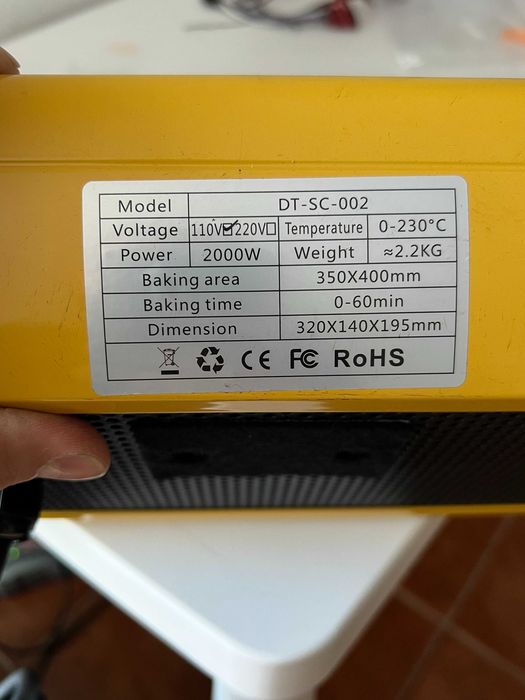 Model DT-SC-002
Voltage 110V☑220V☐ Temperature 0-230°C
Power 2000W Weight ≈2.2KG
Baking area 350X400mm
Baking time 0-60min
Dimension 320X140X195mm
CE FC RoHS